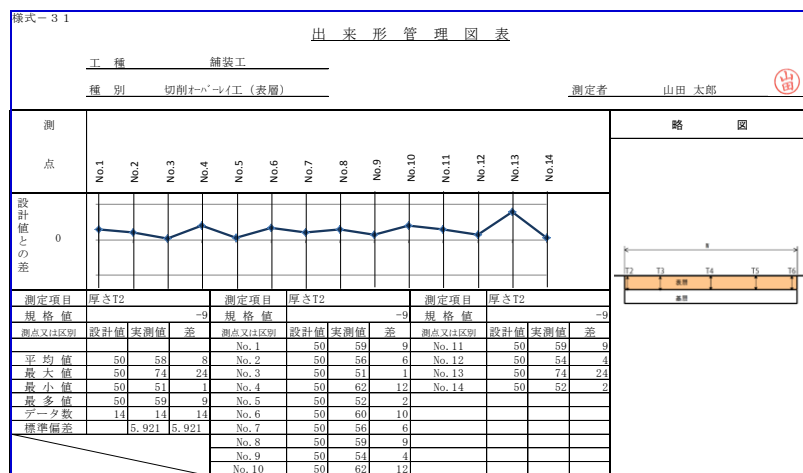 様式－３１
出来形管理図表
工種 舗装工
種別 切削ｵｰﾊﾞｰﾚｲ工（表層）
測定者 山田 太郎
山田
測点
No.1 No.2 No.3 No.4 No.5 No.6 No.7 No.8 No.9 No.10 No.11 No.12 No.13 No.14
略図
設計値との差 0
T2 T3 T4 T5 T6
表層
基層
測定項目 厚さT2 測定項目 厚さT2 測定項目 厚さT2
規格値 -9 規格値 -9 規格値 -9
測点又は区別 設計値 実測値 差 測点又は区別 設計値 実測値 差 測点又は区別 設計値 実測値 差
No.1 50 59 9 No.11 50 59 9
平均値 50 58 8 No.2 50 56 6 No.12 50 54 4
最大値 50 74 24 No.3 50 51 1 No.13 50 74 24
最小値 50 51 1 No.4 50 62 12 No.14 50 52 2
最多値 50 59 9 No.5 50 52 2
データ数 14 14 14 No.6 50 60 10
標準偏差 5.921 5.921 No.7 50 56 6
No.8 50 59 9
No.9 50 54 4
No.10 50 62 12